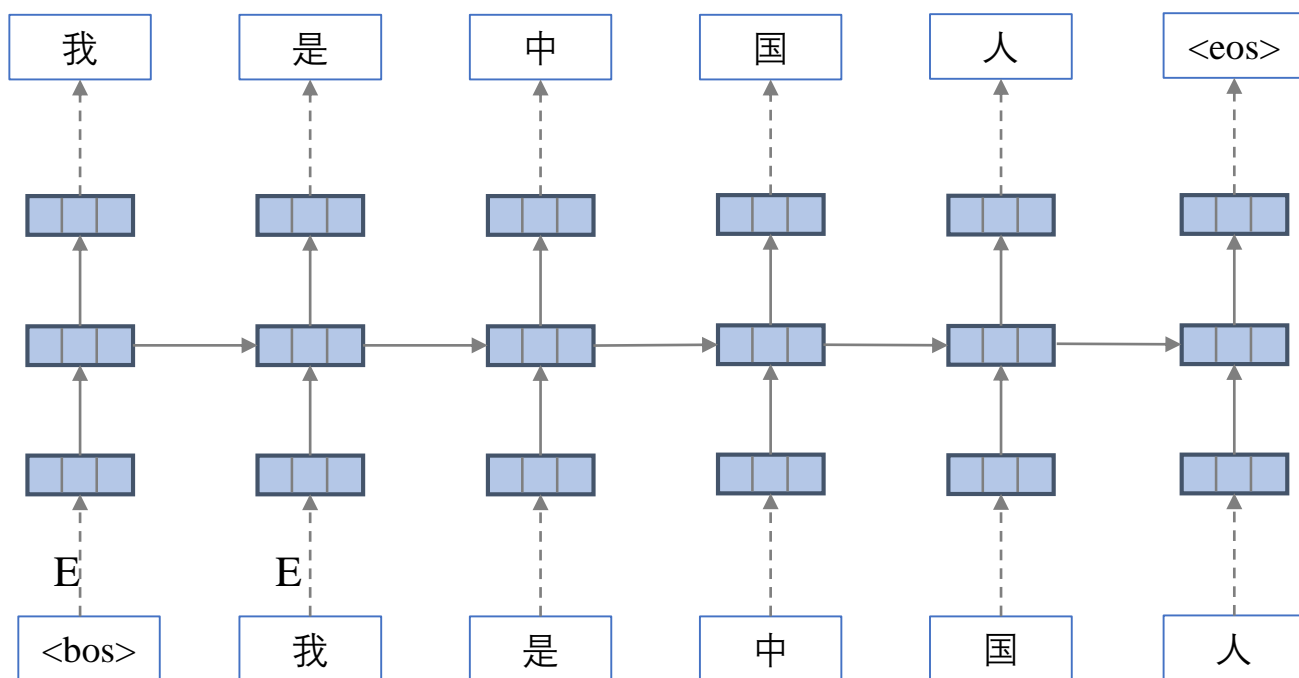 我 是 中 国 人 <eos>
E E
<bos> 我 是 中 国 人